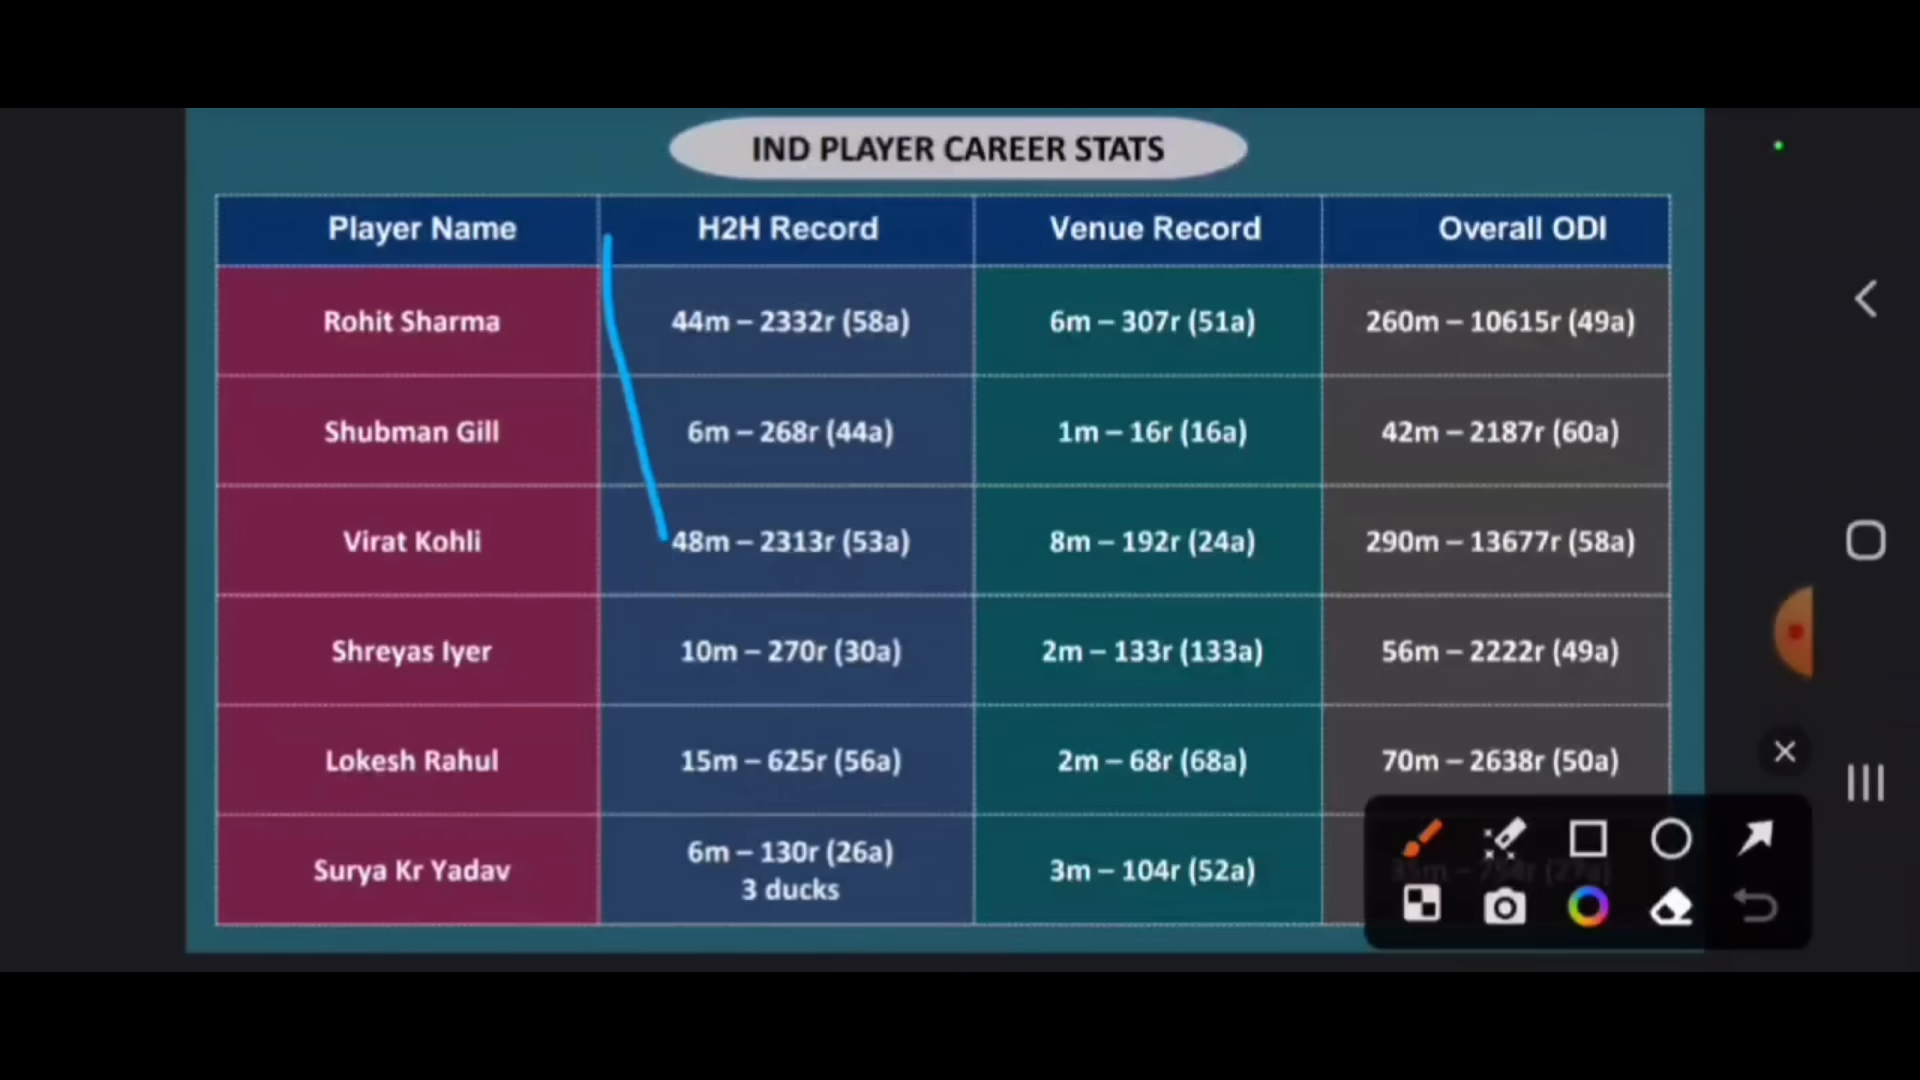 IND PLAYER CAREER STATS
Player Name H2H Record Venue Record Overall ODI
Rohit Sharma 44m – 2332r (58a) 6m – 307r (51a) 260m – 10615r (49a)
Shubman Gill 6m – 268r (44a) 1m – 16r (16a) 42m – 2187r (60a)
Virat Kohli 48m – 2313r (53a) 8m – 192r (24a) 290m – 13677r (58a)
Shreyas Iyer 10m – 270r (30a) 2m – 133r (133a) 56m – 2222r (49a)
Lokesh Rahul 15m – 625r (56a) 2m – 68r (68a) 70m – 2638r (50a)
Surya Kr Yadav 6m – 130r (26a) 3m – 104r (52a)
3 ducks